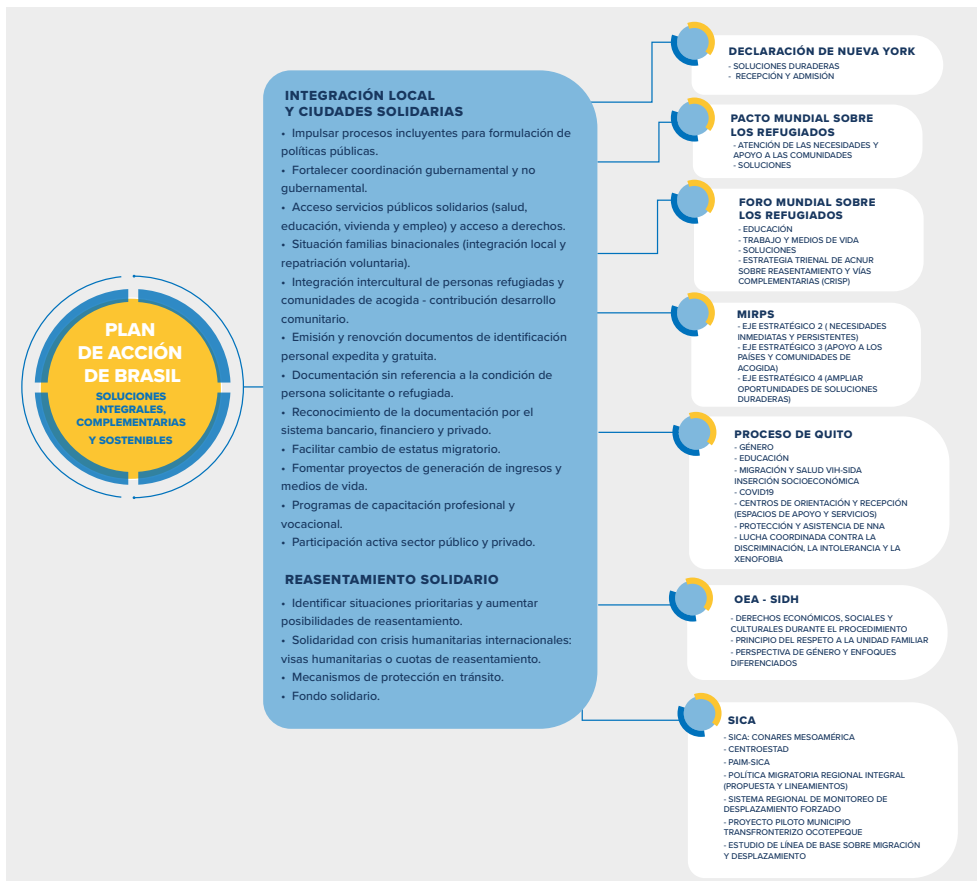 PLAN
DE ACCIÓN
DE BRASIL
SOLUCIONES
INTEGRALES,
COMPLEMENTARIAS
Y SOSTENIBLES
INTEGRACIÓN LOCAL
Y CIUDADES SOLIDARIAS
• Impulsar procesos incluyentes para formulación de
políticas públicas.
• Fortalecer coordinación gubernamental y no
gubernamental.
• Acceso servicios públicos solidarios (salud,
educación, vivienda y empleo) y acceso a derechos.
• Situación familias binacionales (integración local y
repatriación voluntaria).
• Integración intercultural de personas refugiadas y
comunidades de acogida - contribución desarrollo
comunitario.
• Emisión y renovción documentos de identificación
personal expedita y gratuita.
• Documentación sin referencia a la condición de
persona solicitante o refugiada.
• Reconocimiento de la documentación por el
sistema bancario, financiero y privado.
• Facilitar cambio de estatus migratorio.
• Fomentar proyectos de generación de ingresos y
medios de vida.
• Programas de capacitación profesional y
vocacional.
• Participación activa sector público y privado.
REASENTAMIENTO SOLIDARIO
• Identificar situaciones prioritarias y aumentar
posibilidades de reasentamiento.
• Solidaridad con crisis humanitarias internacionales:
visas humanitarias o cuotas de reasentamiento.
• Mecanismos de protección en tránsito.
• Fondo solidario.
DECLARACIÓN DE NUEVA YORK
- SOLUCIONES DURADERAS
- RECEPCIÓN Y ADMISIÓN
PACTO MUNDIAL SOBRE
LOS REFUGIADOS
- ATENCIÓN DE LAS NECESIDADES Y
APOYO A LAS COMUNIDADES
- SOLUCIONES
FORO MUNDIAL SOBRE
LOS REFUGIADOS
- EDUCACIÓN
- TRABAJO Y MEDIOS DE VIDA
- SOLUCIONES
- ESTRATEGIA TRIENAL DE ACNUR
SOBRE REASENTAMIENTO Y VÍAS
COMPLEMENTARIAS (CRISP)
MIRPS
- EJE ESTRATÉGICO 2 ( NECESIDADES
INMEDIATAS Y PERSISTENTES)
- EJE ESTRATÉGICO 3 (APOYO A LOS
PAÍSES Y COMUNIDADES DE
ACOGIDA)
- EJE ESTRATÉGICO 4 (AMPLIAR
OPORTUNIDADES DE SOLUCIONES
DURADERAS)
PROCESO DE QUITO
- GÉNERO
- EDUCACIÓN
- MIGRACIÓN Y SALUD VIH-SIDA
INSERCIÓN SOCIOECONÓMICA
- COVID19
- CENTROS DE ORIENTACIÓN Y RECEPCIÓN
(ESPACIOS DE APOYO Y SERVICIOS)
- PROTECCIÓN Y ASISTENCIA DE NNA
- LUCHA COORDINADA CONTRA LA
DISCRIMINACIÓN, LA INTOLERANCIA Y LA
XENOFOBIA
OEA - SIDH
- DERECHOS ECONÓMICOS, SOCIALES Y
CULTURALES DURANTE EL PROCEDIMIENTO
- PRINCIPIO DEL RESPETO A LA UNIDAD FAMILIAR
- PERSPECTIVA DE GÉNERO Y ENFOQUES
DIFERENCIADOS
SICA
- SICA: CONARES MESOAMÉRICA
- CENTROESTAD
- PAIM-SICA
- POLÍTICA MIGRATORIA REGIONAL INTEGRAL
(PROPUESTA Y LINEAMIENTOS)
- SISTEMA REGIONAL DE MONITOREO DE
DESPLAZAMIENTO FORZADO
- PROYECTO PILOTO MUNICIPIO
TRANSFRONTERIZO OCOTEPEQUE
- ESTUDIO DE LÍNEA DE BASE SOBRE MIGRACIÓN
Y DESPLAZAMIENTO